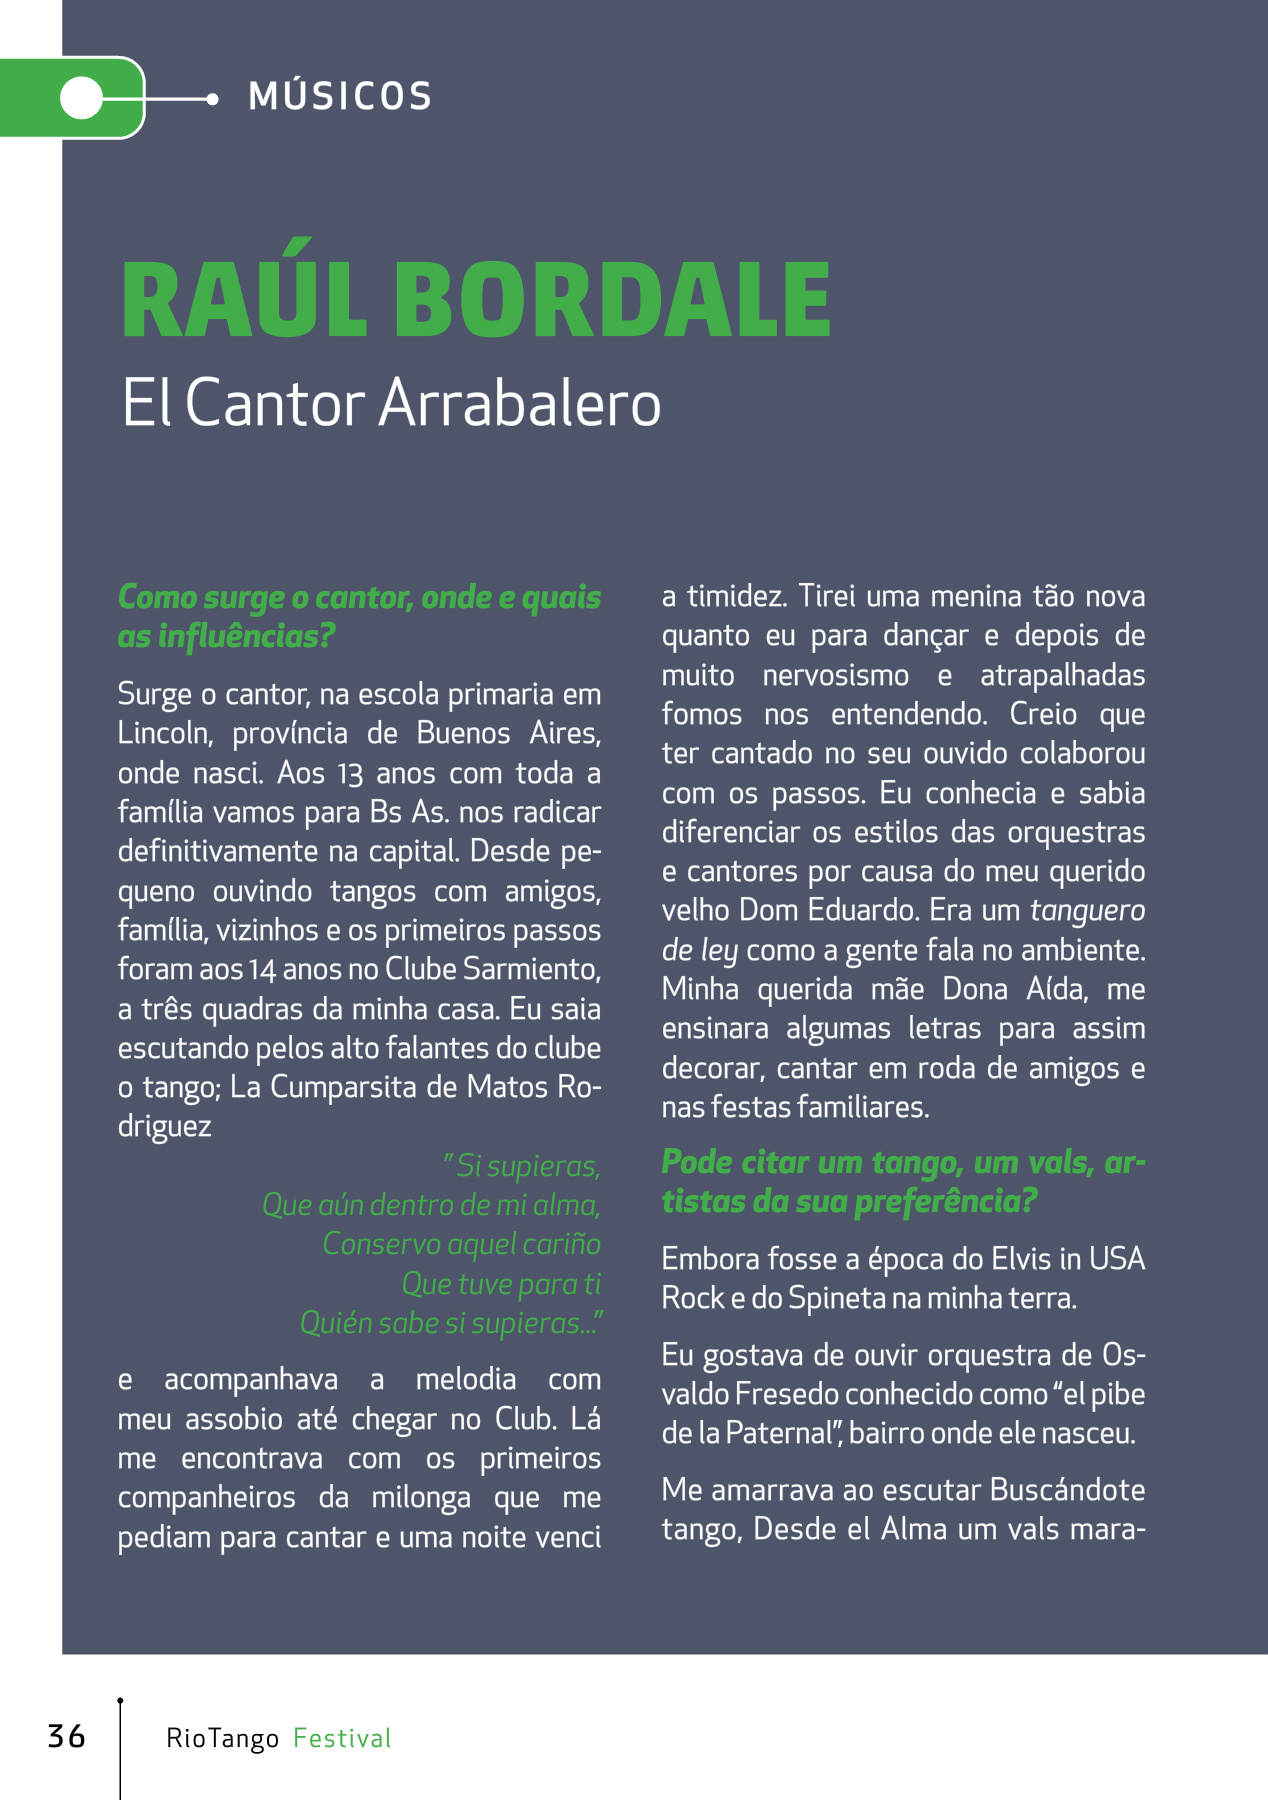 MÚSICOS
RAÚL BORDALE
El Cantor Arrabalero
Como surge o cantor, onde e quais
as influências?
Surge o cantor, na escola primaria em
Lincoln, província de Buenos Aires,
onde nasci. Aos 13 anos com toda a
família vamos para Bs As. nos radicar
definitivamente na capital. Desde pe-
queno ouvindo tangos com amigos,
família, vizinhos e os primeiros passos
foram aos 14 anos no Clube Sarmiento,
a três quadras da minha casa. Eu saia
escutando pelos alto falantes do clube
o tango; La Cumparsita de Matos Ro-
driguez
” Si supieras,
Que aún dentro de mi alma,
Conservo aquel cariño
Que tuve para ti
Quién sabe si supieras...”
e acompanhava a melodia com
meu assobio até chegar no Club. Lá
me encontrava com os primeiros
companheiros da milonga que me
pediam para cantar e uma noite venci
a timidez. Tirei uma menina tão nova
quanto eu para dançar e depois de
muito nervosismo e atrapalhadas
fomos nos entendendo. Creio que
ter cantado no seu ouvido colaborou
com os passos. Eu conhecia e sabia
diferenciar os estilos das orquestras
e cantores por causa do meu querido
velho Dom Eduardo. Era um tanguero
de ley como a gente fala no ambiente.
Minha querida mãe Dona Aída, me
ensinara algumas letras para assim
decorar, cantar em roda de amigos e
nas festas familiares.
Pode citar um tango, um vals, ar-
tistas da sua preferência?
Embora fosse a época do Elvis in USA
Rock e do Spineta na minha terra.
Eu gostava de ouvir orquestra de Os-
valdo Fresedo conhecido como “el pibe
de la Paternal”, bairro onde ele nasceu.
Me amarrava ao escutar Buscándote
tango, Desde el Alma um vals mara-
36
RioTango Festival